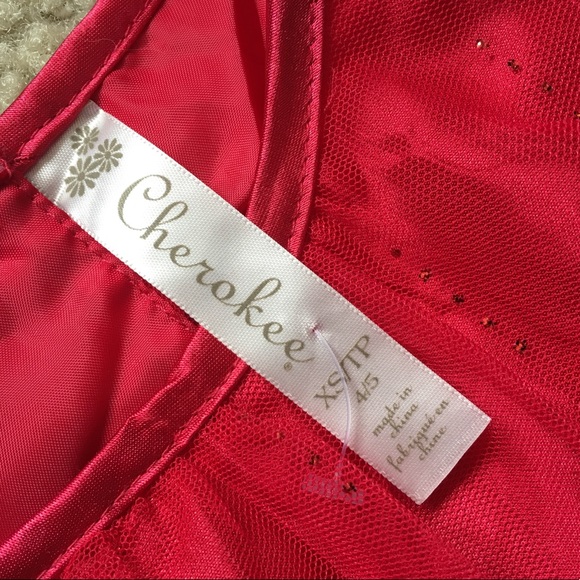 Cherokee®
XS/TP
4/5
made in
china
fabriqué en
chine